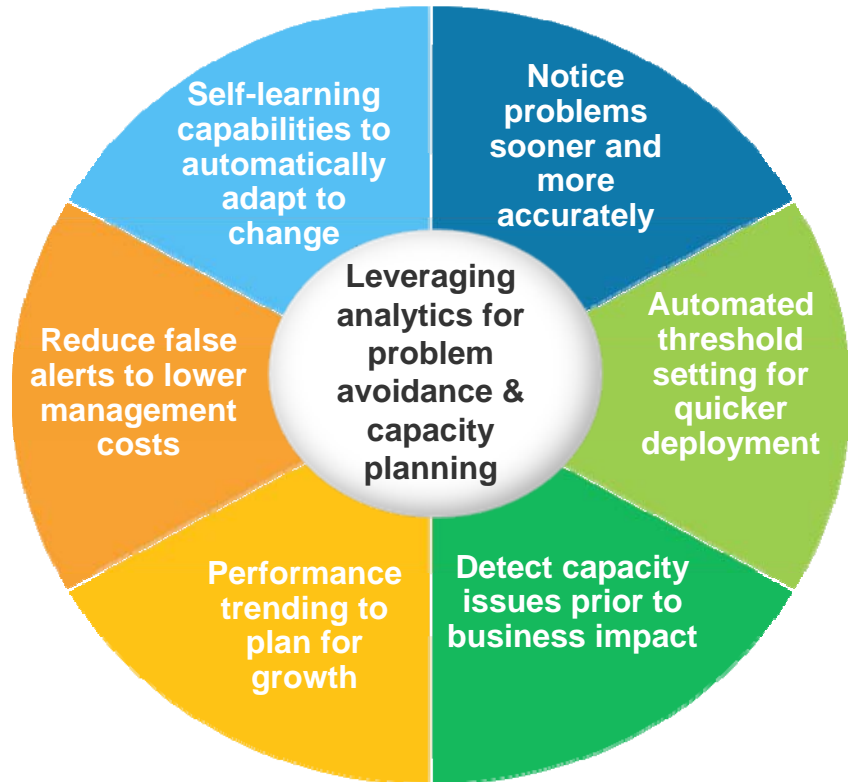 Self-learning
capabilities to
automatically
adapt to
change
Notice
problems
sooner and
more
accurately
Leveraging
analytics for
problem
avoidance &
capacity
planning
Reduce false
alerts to lower
management
costs
Automated
threshold
setting for
quicker
deployment
Performance
trending to
plan for
growth
Detect capacity
issues prior to
business impact